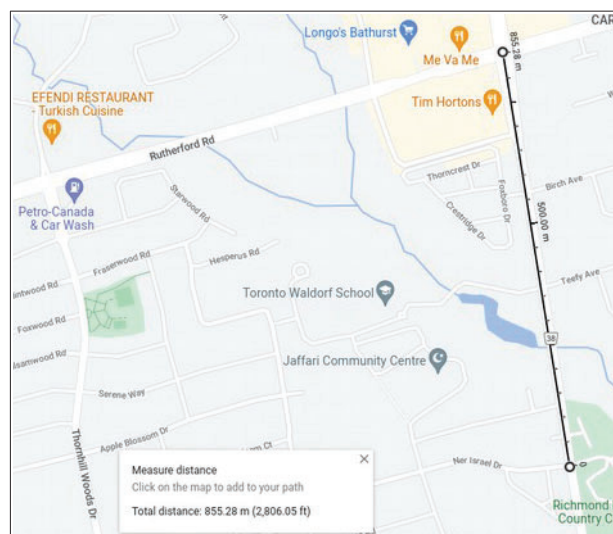 Longo's Bathurst
CAR
Me Va Me
855.28 m
EFENDI RESTAURANT
- Turkish Cuisine
Tim Hortons
Rutherford Rd
Thorncrest Dr
Birch Ave
Petro-Canada
& Car Wash
Starwood Rd
Crestridge Dr
Foxboro Dr
500.00 m
Fraserwood Rd
Hesperus Rd
Teefy Ave
intwood Rd
Toronto Waldorf School
Foxwood Rd
38
Jaffari Community Centre
lsamwood Rd
Serene Way
Thornhill Woods Dr
Apple Blossom Dr
lm Ct
Ner Israel Dr
0
Richmond
Country C
Measure distance
Click on the map to add to your path
Total distance: 855.28 m (2,806.05 ft)